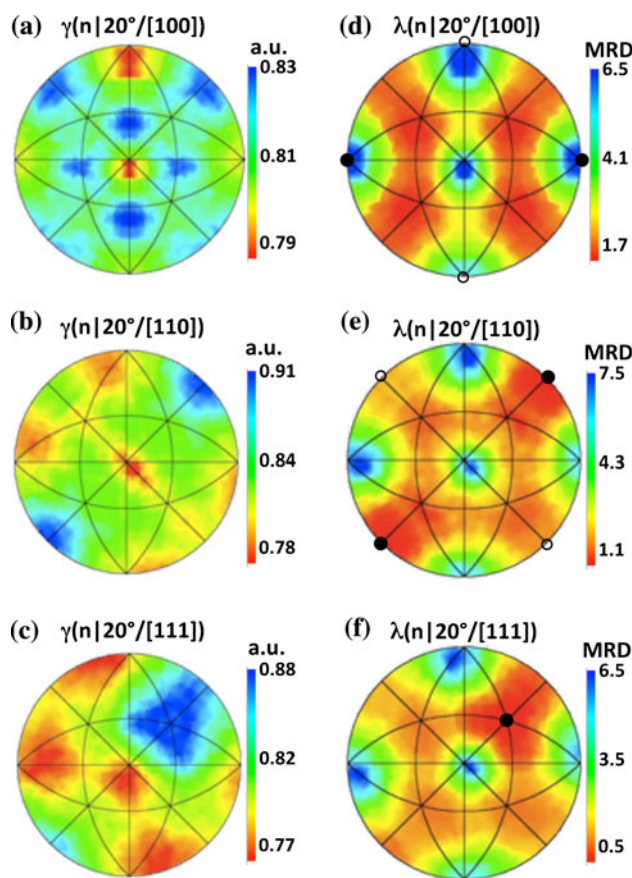 (a) γ(n|20°/[100])
a.u.
0.83
0.81
0.79
(d) λ(n|20°/[100])
MRD
6.5
4.1
1.7
(b) γ(n|20°/[110])
a.u.
0.91
0.84
0.78
(e) λ(n|20°/[110])
MRD
7.5
4.3
1.1
(c) γ(n|20°/[111])
a.u.
0.88
0.82
0.77
(f) λ(n|20°/[111])
MRD
6.5
3.5
0.5